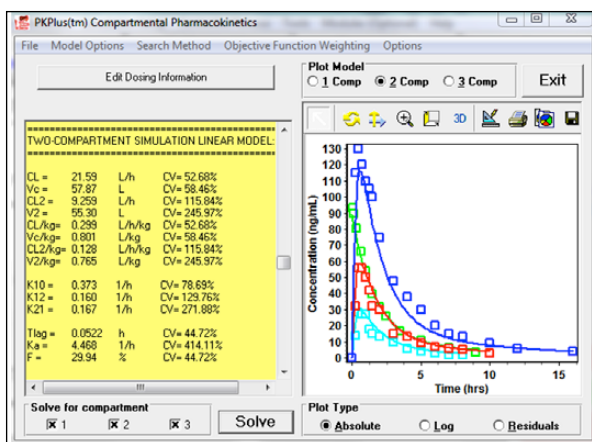 PKPlus(tm) Compartmental Pharmacokinetics
File Model Options Search Method Objective Function Weighting Options
Edit Dosing Information
Plot Model
1 Comp 2 Comp 3 Comp
Exit
3D
TWO-COMPARTMENT SIMULATION LINEAR MODEL:
CL = 21.59 L/h CV= 52.68%
Vc = 57.87 L CV= 58.46%
CL2 = 9.259 L/h CV= 115.84%
V2 = 55.30 L CV= 245.97%
CL/kg= 0.299 L/h/kg CV= 52.68%
Vc/kg= 0.801 L/kg CV= 58.46%
CL2/kg= 0.128 L/h/kg CV= 115.84%
V2/kg= 0.765 L/kg CV= 245.97%
K10 = 0.373 1/h CV= 78.69%
K12 = 0.160 1/h CV= 129.76%
K21 = 0.167 1/h CV= 271.88%
Tlag = 0.0522 h CV= 44.72%
Ka = 4.468 1/h CV= 414.11%
F = 29.94 % CV= 44.72%
130
120
110
100
90
80
70
60
50
40
30
20
10
0
Concentration (ng/mL)
0 5 10 15
Time (hrs)
Solve for compartment
1 2 3
Solve
Plot Type
Absolute Log Residuals